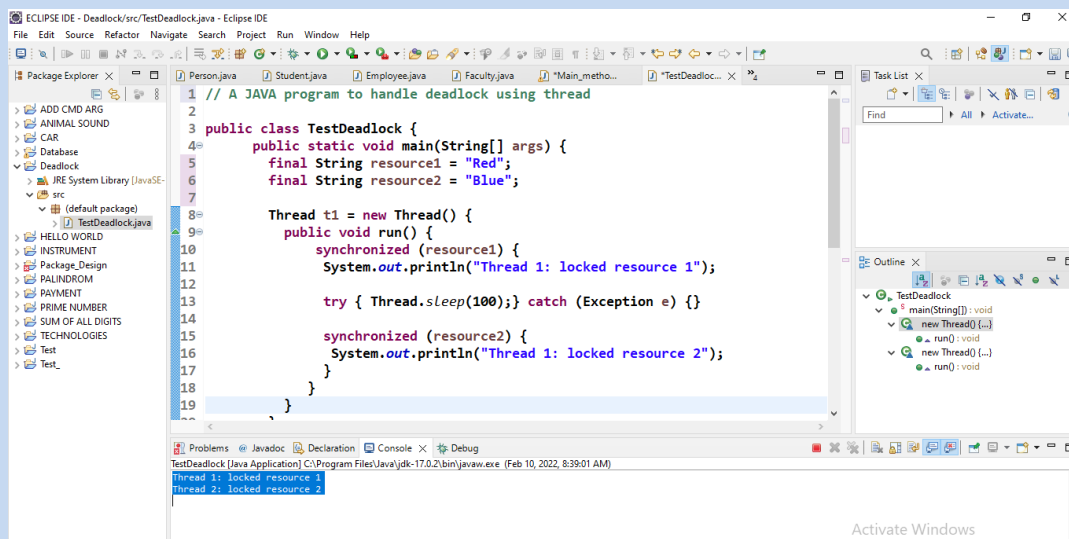 ECLIPSE IDE - Deadlock/src/TestDeadlock.java - Eclipse IDE
File Edit Source Refactor Navigate Search Project Run Window Help
Package Explorer
ADD CMD ARG
ANIMAL SOUND
CAR
Database
Deadlock
JRE System Library [JavaSE-
src
(default package)
TestDeadlock.java
HELLO WORLD
INSTRUMENT
Package_Design
PALINDROM
PAYMENT
PRIME NUMBER
SUM OF ALL DIGITS
TECHNOLOGIES
Test
Test_
Person.java Student.java Employee.java Faculty.java *Main_metho... *TestDeadloc... »4
1 // A JAVA program to handle deadlock using thread
2
3 public class TestDeadlock {
4 public static void main(String[] args) {
5 final String resource1 = "Red";
6 final String resource2 = "Blue";
7
8 Thread t1 = new Thread() {
9 public void run() {
10 synchronized (resource1) {
11 System.out.println("Thread 1: locked resource 1");
12
13 try { Thread.sleep(100);} catch (Exception e) {}
14
15 synchronized (resource2) {
16 System.out.println("Thread 1: locked resource 2");
17 }
18 }
19 }
Task List
Find All Activate...
Outline
TestDeadlock
main(String[]) : void
new Thread() {...}
run() : void
new Thread() {...}
run() : void
Problems @ Javadoc Declaration Console Debug
TestDeadlock [Java Application] C:\Program Files\Java\jdk-17.0.2\bin\javaw.exe (Feb 10, 2022, 8:39:01 AM)
Thread 1: locked resource 1
Thread 2: locked resource 2
Activate Windows